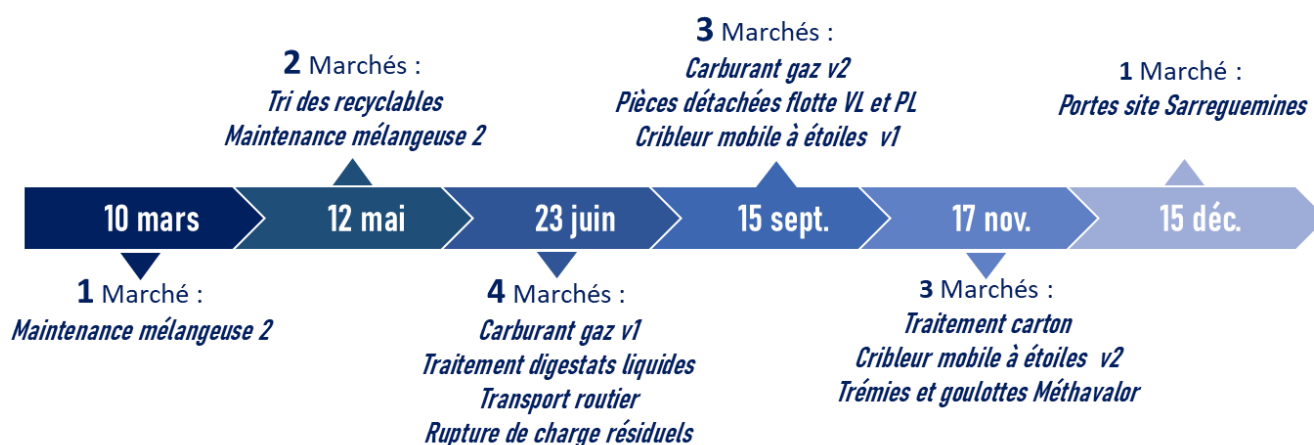 2 Marchés :
Tri des recyclables
Maintenance mélangeuse 2
3 Marchés :
Carburant gaz v2
Pièces détachées flotte VL et PL
Cribleur mobile à étoiles v1
1 Marché :
Portes site Sarreguemines
10 mars
12 mai
23 juin
15 sept.
17 nov.
15 déc.
1 Marché :
Maintenance mélangeuse 2
4 Marchés :
Carburant gaz v1
Traitement digestats liquides
Transport routier
Rupture de charge résiduels
3 Marchés :
Traitement carton
Cribleur mobile à étoiles v2
Trémies et goulottes Méthavalor